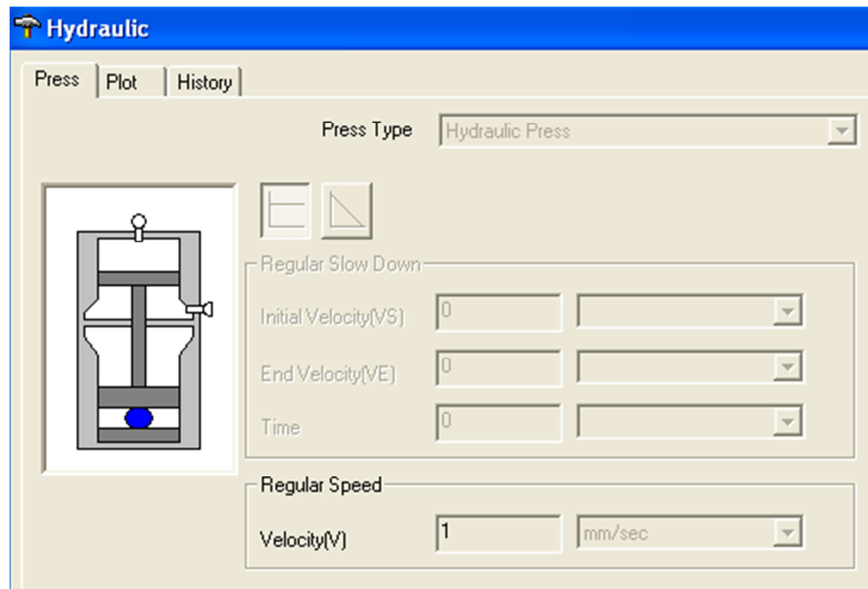 Hydraulic
Press Plot History
Press Type Hydraulic Press
Regular Slow Down
Initial Velocity(VS) 0
End Velocity(VE) 0
Time 0
Regular Speed
Velocity(V) 1 mm/sec